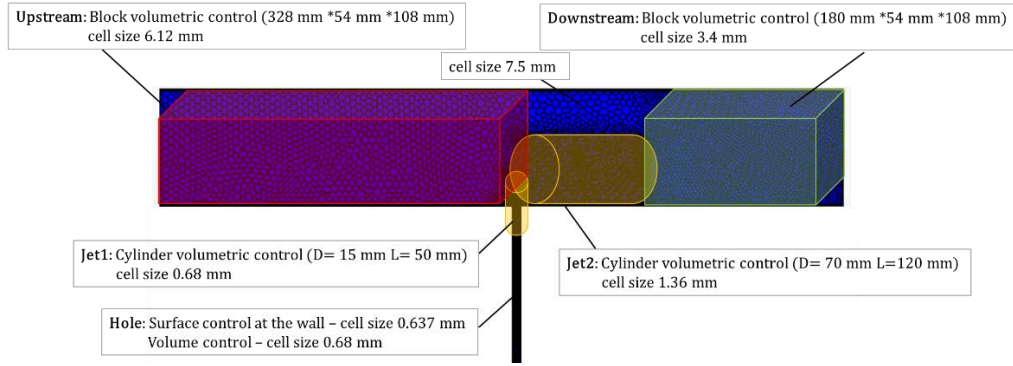 Upstream: Block volumetric control (328 mm *54 mm *108 mm)
cell size 6.12 mm
Downstream: Block volumetric control (180 mm *54 mm *108 mm)
cell size 3.4 mm
cell size 7.5 mm
Jet1: Cylinder volumetric control (D= 15 mm L= 50 mm)
cell size 0.68 mm
Jet2: Cylinder volumetric control (D= 70 mm L=120 mm)
cell size 1.36 mm
Hole: Surface control at the wall – cell size 0.637 mm
Volume control – cell size 0.68 mm